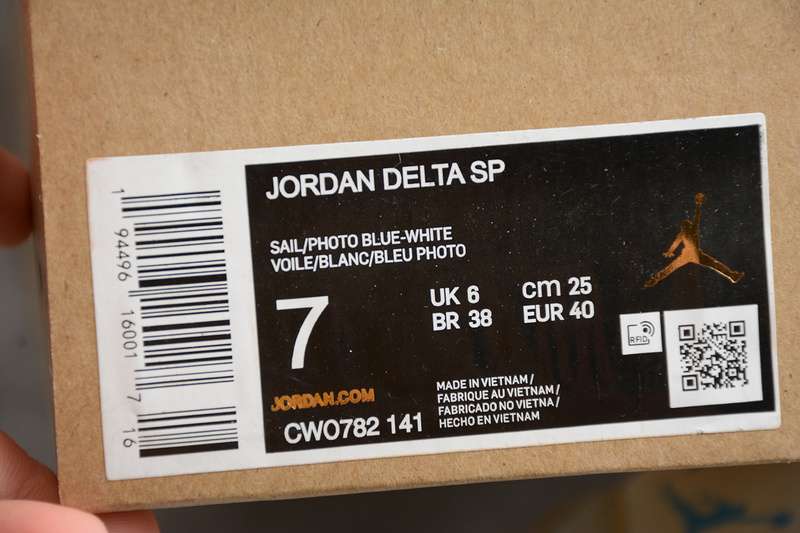 JORDAN DELTA SP
SAIL/PHOTO BLUE-WHITE
VOILE/BLANC/BLEU PHOTO
7
UK 6 cm 25
BR 38 EUR 40
RFID
JORDAN.COM
MADE IN VIETNAM /
FABRIQUE AU VIETNAM /
FABRICADO NO VIETNA /
HECHO EN VIETNAM
CW0782 141
1 94496 16001 7 16